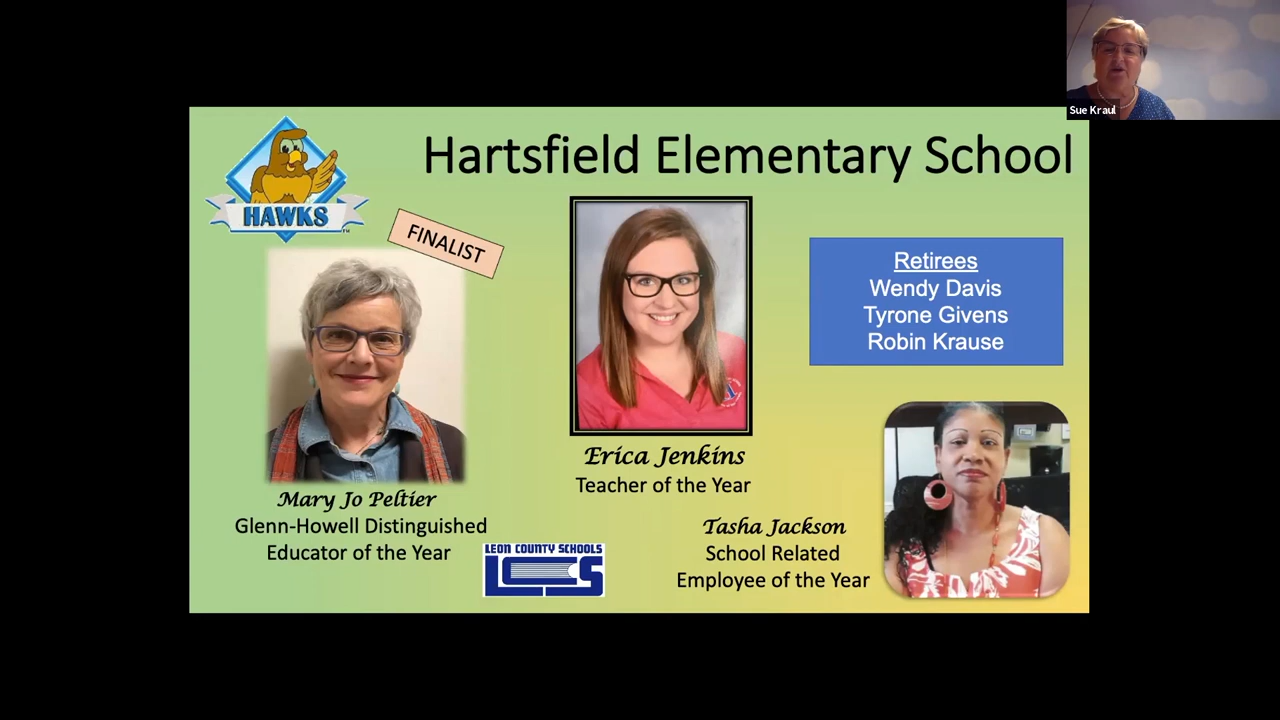 Sue Kraul
Hartsfield Elementary School
HAWKS
FINALIST
Retirees
Wendy Davis
Tyrone Givens
Robin Krause
Erica Jenkins
Teacher of the Year
Mary Jo Peltier
Glenn-Howell Distinguished
Educator of the Year
LEON COUNTY SCHOOLS
LCS
Tasha Jackson
School Related
Employee of the Year